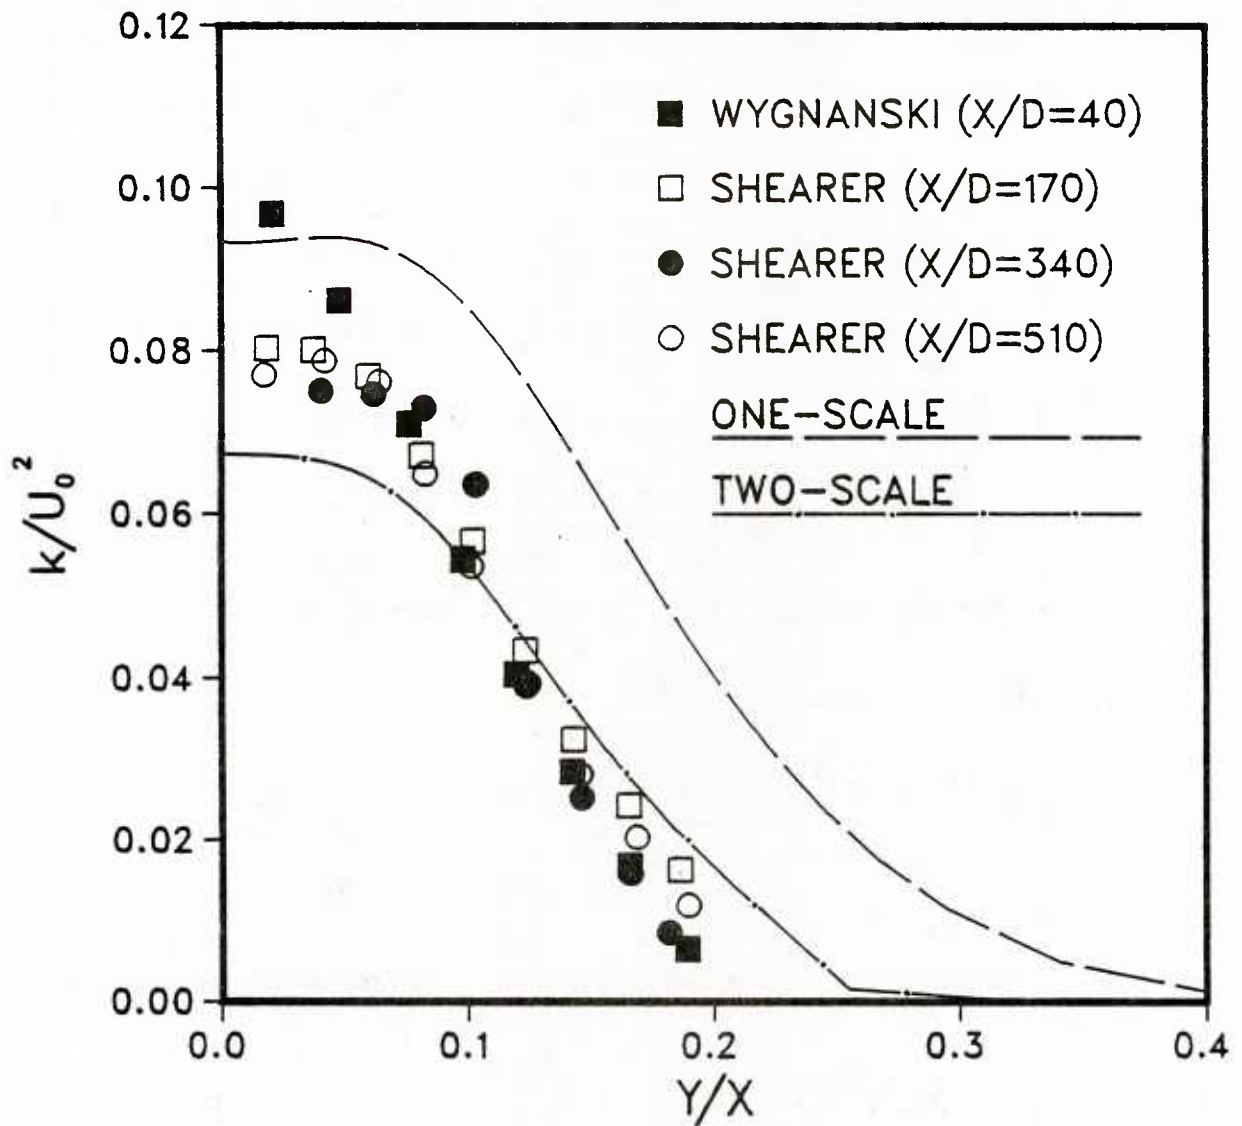 0.12
0.10
0.08
0.06
0.04
0.02
0.00
k/U₀²
WYGNANSKI (X/D=40)
SHEARER (X/D=170)
SHEARER (X/D=340)
SHEARER (X/D=510)
ONE-SCALE
TWO-SCALE
0.0 0.1 0.2 0.3 0.4
Y/X